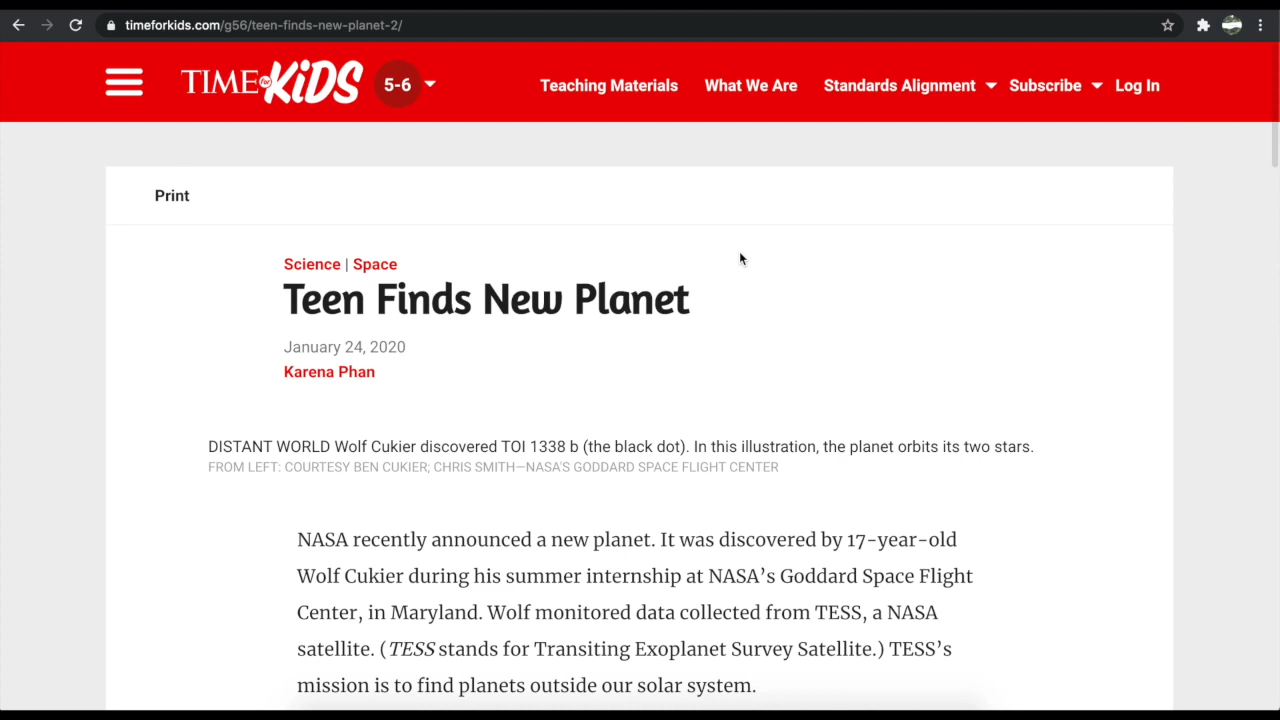 timeforkids.com/g56/teen-finds-new-planet-2/
TIME for KiDS 5-6 Teaching Materials What We Are Standards Alignment Subscribe Log In
Print
Science | Space
Teen Finds New Planet
January 24, 2020
Karena Phan
DISTANT WORLD Wolf Cukier discovered TOI 1338 b (the black dot). In this illustration, the planet orbits its two stars.
FROM LEFT: COURTESY BEN CUKIER; CHRIS SMITH—NASA'S GODDARD SPACE FLIGHT CENTER
NASA recently announced a new planet. It was discovered by 17-year-old
Wolf Cukier during his summer internship at NASA’s Goddard Space Flight
Center, in Maryland. Wolf monitored data collected from TESS, a NASA
satellite. (TESS stands for Transiting Exoplanet Survey Satellite.) TESS’s
mission is to find planets outside our solar system.